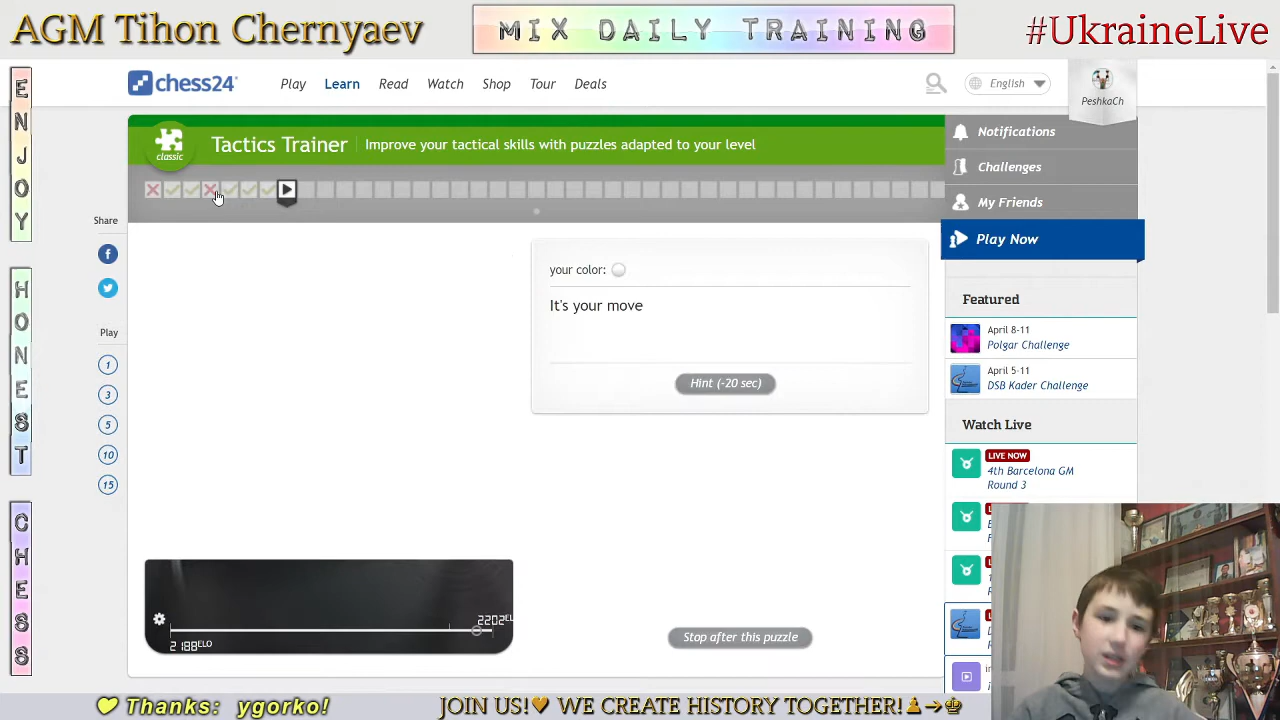 AGM Tihon Chernyaev
MIX DAILY TRAINING
#UkraineLive
ENJOY
HONEST
CHESS
chess24
Play
Learn
Read
Watch
Shop
Tour
Deals
English
PeshkaCh
classic
Tactics Trainer
Improve your tactical skills with puzzles adapted to your level
Notifications
Challenges
My Friends
Play Now
Share
Play
1
3
5
10
15
your color:
It's your move
Hint (-20 sec)
Featured
April 8-11
Polgar Challenge
April 5-11
DSB Kader Challenge
Watch Live
LIVE NOW
4th Barcelona GM
Round 3
2202EL
2188ELO
Stop after this puzzle
Thanks: ygorko!
JOIN US! WE CREATE HISTORY TOGETHER!